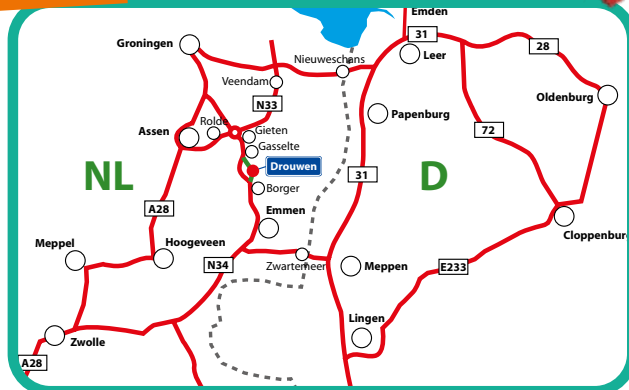 Emden
31
28
Groningen
Leer
Nieuweschans
Veendam
Oldenburg
N33
Papenburg
Rolde
Assen
Gieten
72
Gasselte
Drouwen
NL
D
31
Borger
A28
Emmen
Cloppenburg
Meppel
Hoogeveen
Zwartemeer
N34
Meppen
E233
Lingen
Zwolle
A28